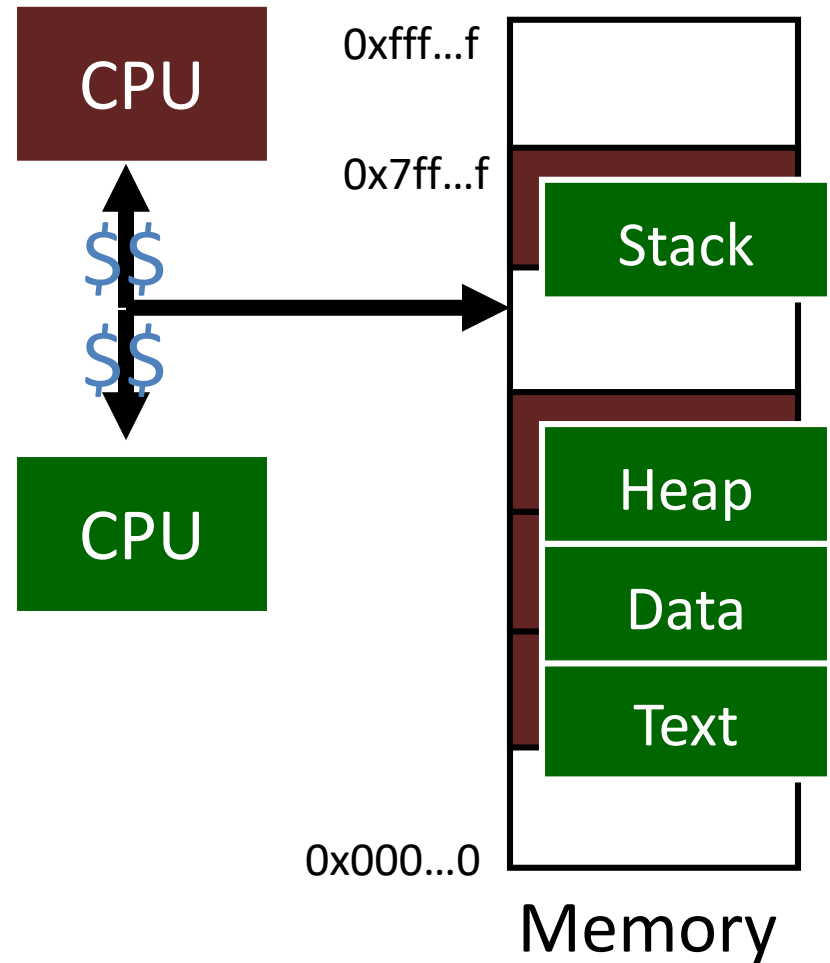 CPU
$$
$$
CPU
0xfff…f
0x7ff…f
Stack
Heap
Data
Text
0x000…0
Memory